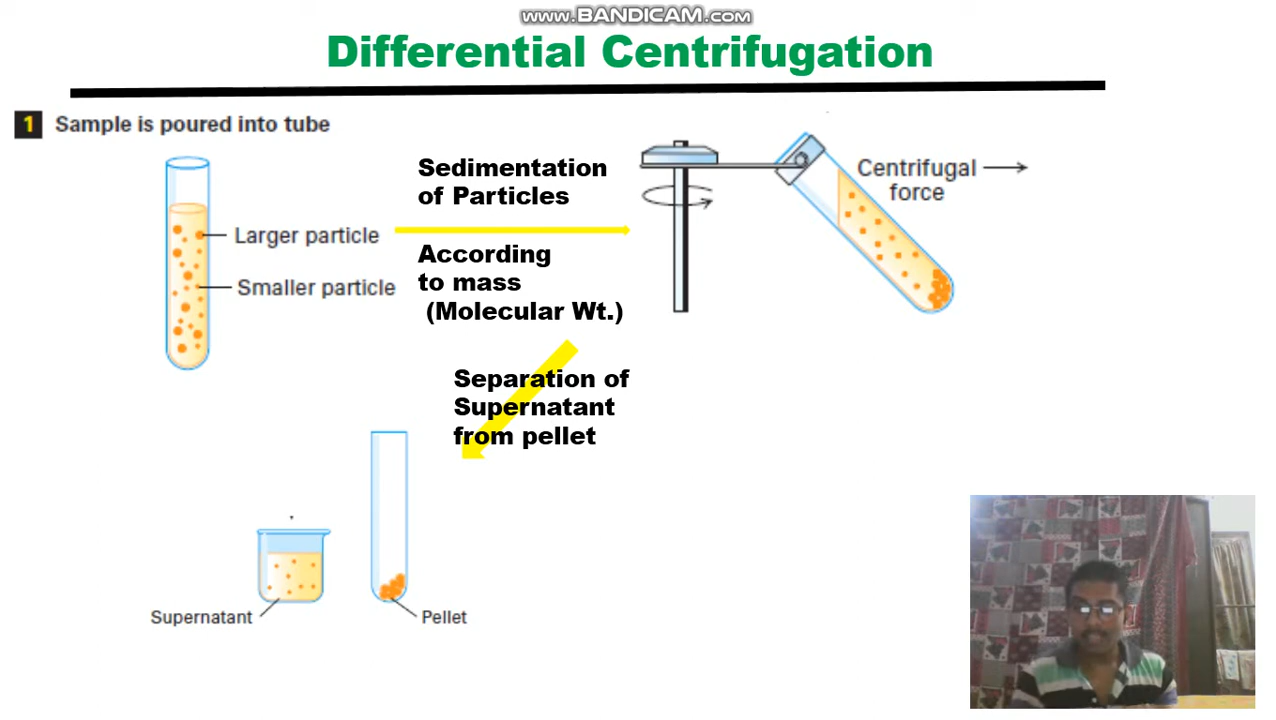 www.BANDICAM.com
Differential Centrifugation
1 Sample is poured into tube
Larger particle
Smaller particle
Sedimentation
of Particles
According
to mass
(Molecular Wt.)
Centrifugal
force
Separation of
Supernatant
from pellet
Supernatant
Pellet